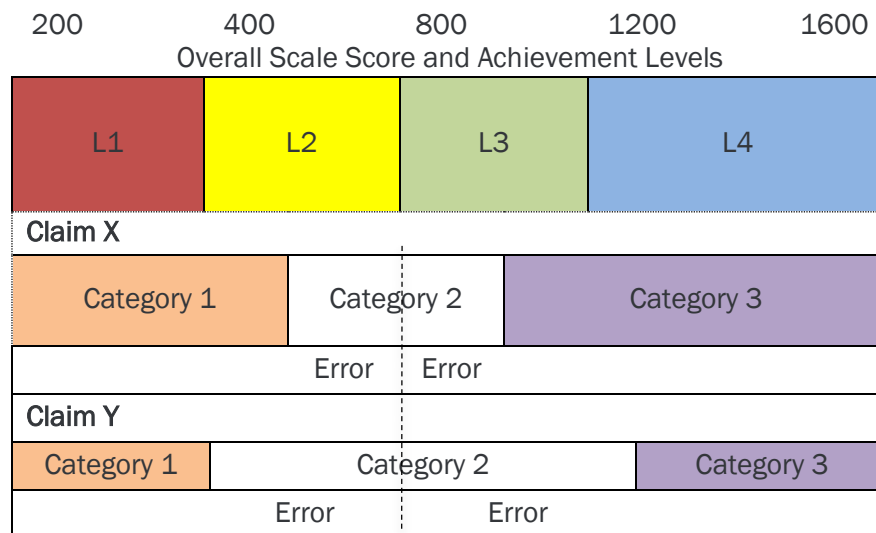 200 400 800 1200 1600
Overall Scale Score and Achievement Levels
L1 L2 L3 L4
Claim X
Category 1 Category 2 Category 3
Error Error
Claim Y
Category 1 Category 2 Category 3
Error Error